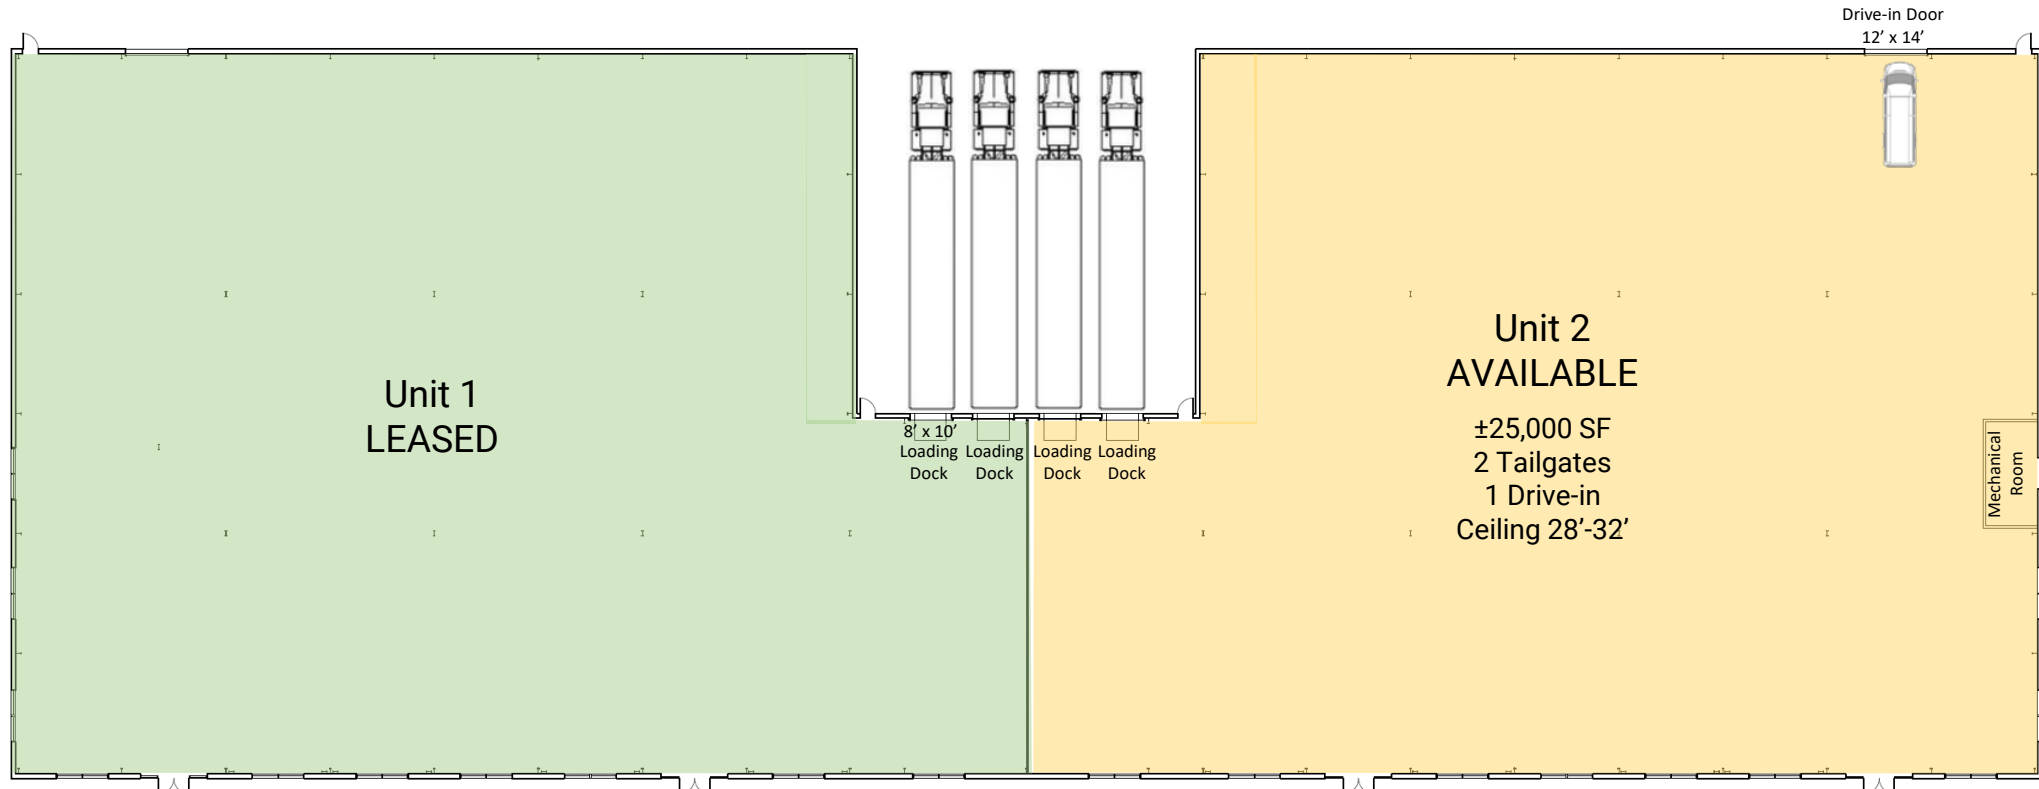 Drive-in Door
12’ x 14’
Unit 1
LEASED
8’ x 10’
Loading
Dock
Loading
Dock
Loading
Dock
Loading
Dock
Unit 2
AVAILABLE
±25,000 SF
2 Tailgates
1 Drive-in
Ceiling 28’-32’
Mechanical
Room